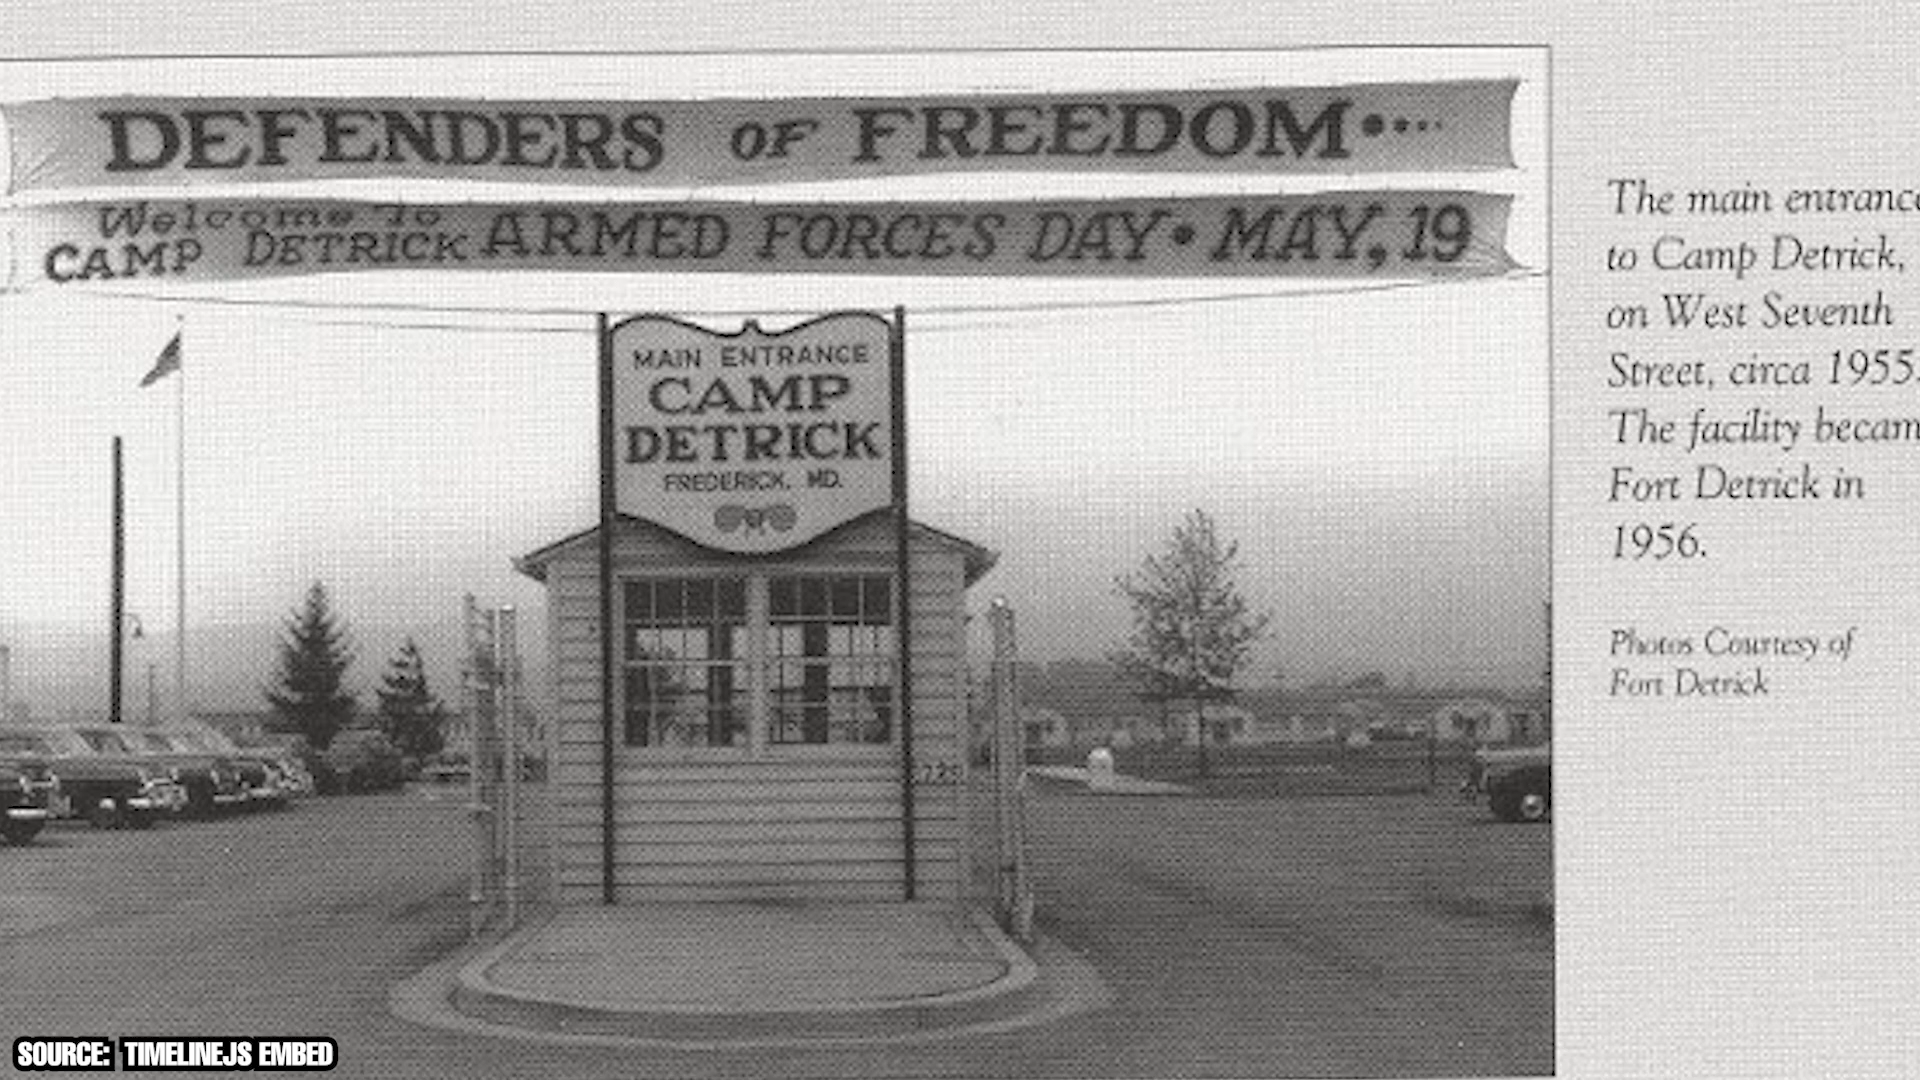 DEFENDERS OF FREEDOM....
Welcome To
CAMP DETRICK ARMED FORCES DAY • MAY, 19
MAIN ENTRANCE
CAMP
DETRICK
FREDERICK, MD.
The main entrance
to Camp Detrick,
on West Seventh
Street, circa 1955.
The facility becam
Fort Detrick in
1956.
Photos Courtesy of
Fort Detrick
SOURCE: TIMELINEJS EMBED